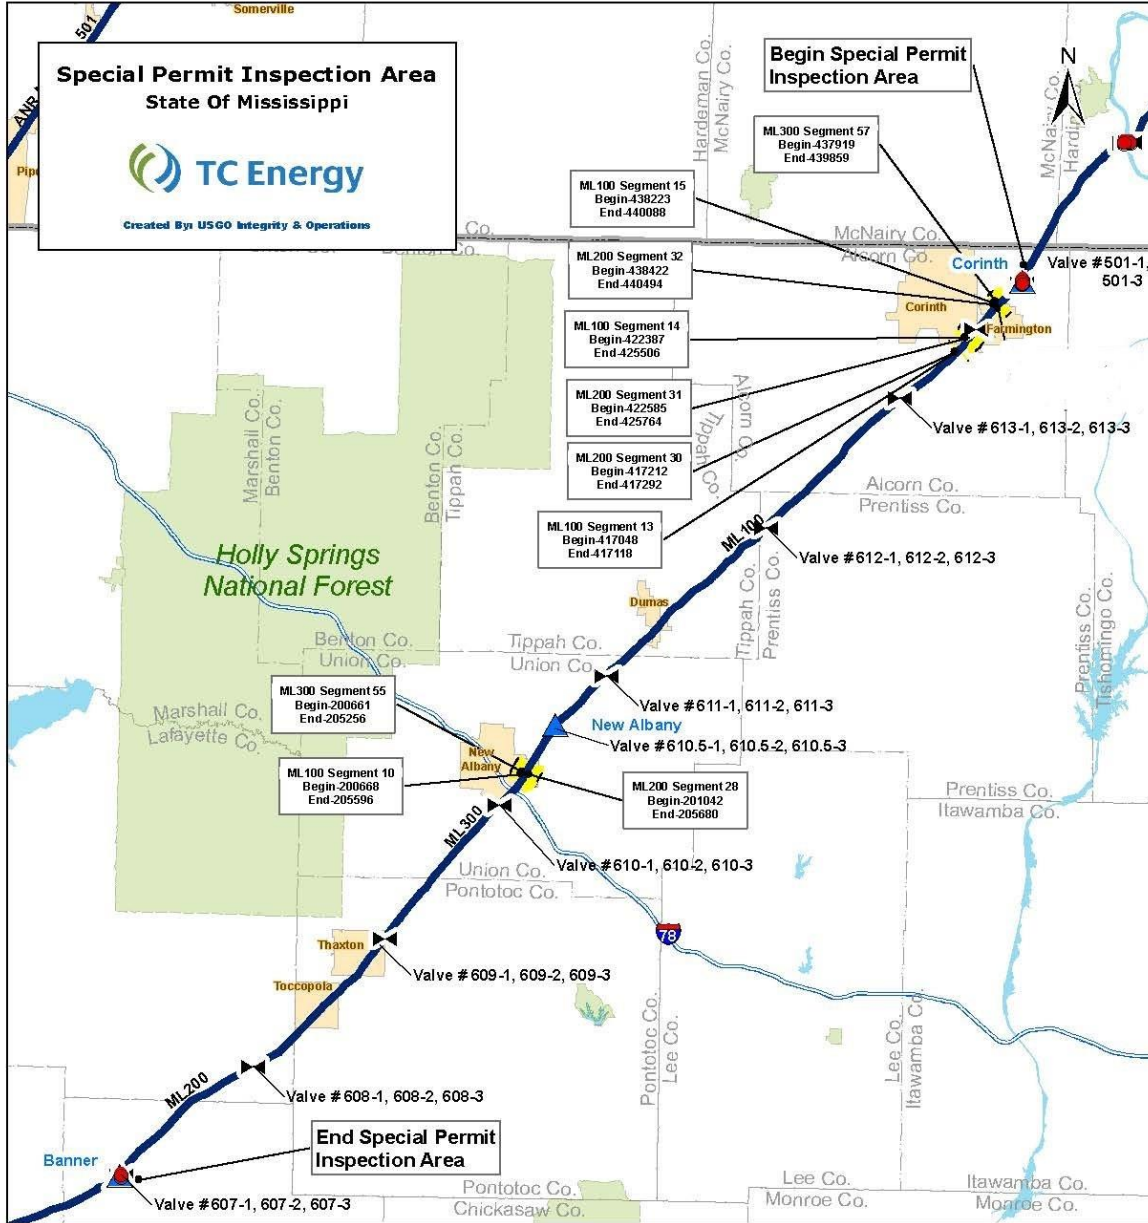 Somerville
501
Special Permit Inspection Area
State Of Mississippi
TC Energy
Created By: USGO Integrity & Operations
ANR
Hardeman Co.
McNairy Co.
Begin Special Permit
Inspection Area
N
McNairy Co.
ML300 Segment 57
Begin-437919
End-439859
ML100 Segment 15
Begin-438223
End-440088
Co.
McNairy Co.
Alcorn Co.
Benton Co.
ML200 Segment 32
Begin-438422
End-440494
Corinth
Valve #501-1,
501-3
Corinth
Farmington
ML100 Segment 14
Begin-422387
End-425506
ML200 Segment 31
Begin-422585
End-425764
Alcorn Co.
Tippah Co.
Valve #613-1, 613-2, 613-3
Marshall Co.
Benton Co.
Benton Co.
Tippah Co.
ML200 Segment 30
Begin-417212
End-417292
Alcorn Co.
Prentiss Co.
ML100 Segment 13
Begin-417048
End-417118
ML100
Valve #612-1, 612-2, 612-3
Holly Springs
National Forest
Dumas
Tippah Co.
Prentiss Co.
Benton Co.
Union Co.
Tippah Co.
Union Co.
Prentiss Co.
Tishomingo Co.
ML300 Segment 55
Begin-200661
End-205256
Valve #611-1, 611-2, 611-3
Marshall Co.
Lafayette Co.
New Albany
Valve #610.5-1, 610.5-2, 610.5-3
New
Albany
ML100 Segment 10
Begin-200668
End-205596
ML200 Segment 28
Begin-201042
End-205680
Prentiss Co.
Itawamba Co.
ML300
Valve #610-1, 610-2, 610-3
Union Co.
Pontotoc Co.
78
Thaxton
Valve #609-1, 609-2, 609-3
Toccopola
Pontotoc Co.
Lee Co.
Lee Co.
Itawamba Co.
ML200
Valve #608-1, 608-2, 608-3
End Special Permit
Inspection Area
Banner
Valve #607-1, 607-2, 607-3
Pontotoc Co.
Chickasaw Co.
Lee Co.
Monroe Co.
Itawamba Co.
Monroe Co.